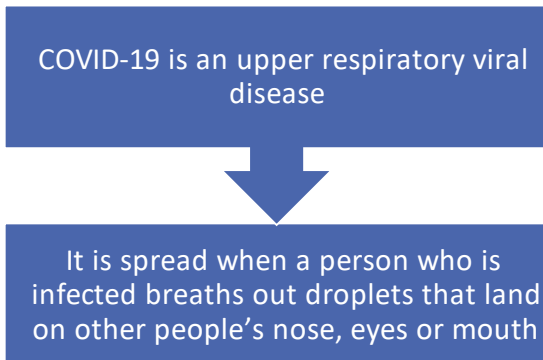 COVID-19 is an upper respiratory viral
disease
It is spread when a person who is
infected breaths out droplets that land
on other people’s nose, eyes or mouth